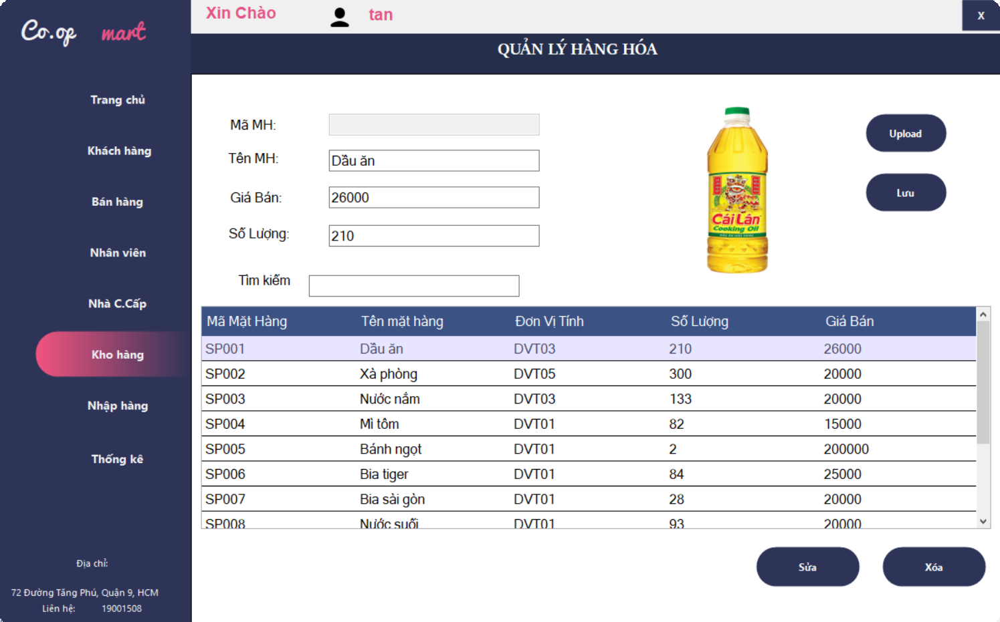 Co.op mart
Xin Chào tan
X
QUẢN LÝ HÀNG HÓA
Trang chủ
Khách hàng
Bán hàng
Nhân viên
Nhà C.Cấp
Kho hàng
Nhập hàng
Thống kê
Địa chỉ:
72 Đường Tăng Phú, Quận 9, HCM
Liên hệ: 19001508
Mã MH:
Tên MH: Dầu ăn
Giá Bán: 26000
Số Lượng: 210
Tìm kiếm
Cái Lân
Cooking Oil
Upload
Lưu
Mã Mặt Hàng Tên mặt hàng Đơn Vị Tính Số Lượng Giá Bán
SP001 Dầu ăn DVT03 210 26000
SP002 Xà phòng DVT05 300 20000
SP003 Nước nắm DVT03 133 20000
SP004 Mì tôm DVT01 82 15000
SP005 Bánh ngọt DVT01 2 200000
SP006 Bia tiger DVT01 84 25000
SP007 Bia sài gòn DVT01 28 20000
SP008 Nước suối DVT01 93 20000
Sửa
Xóa